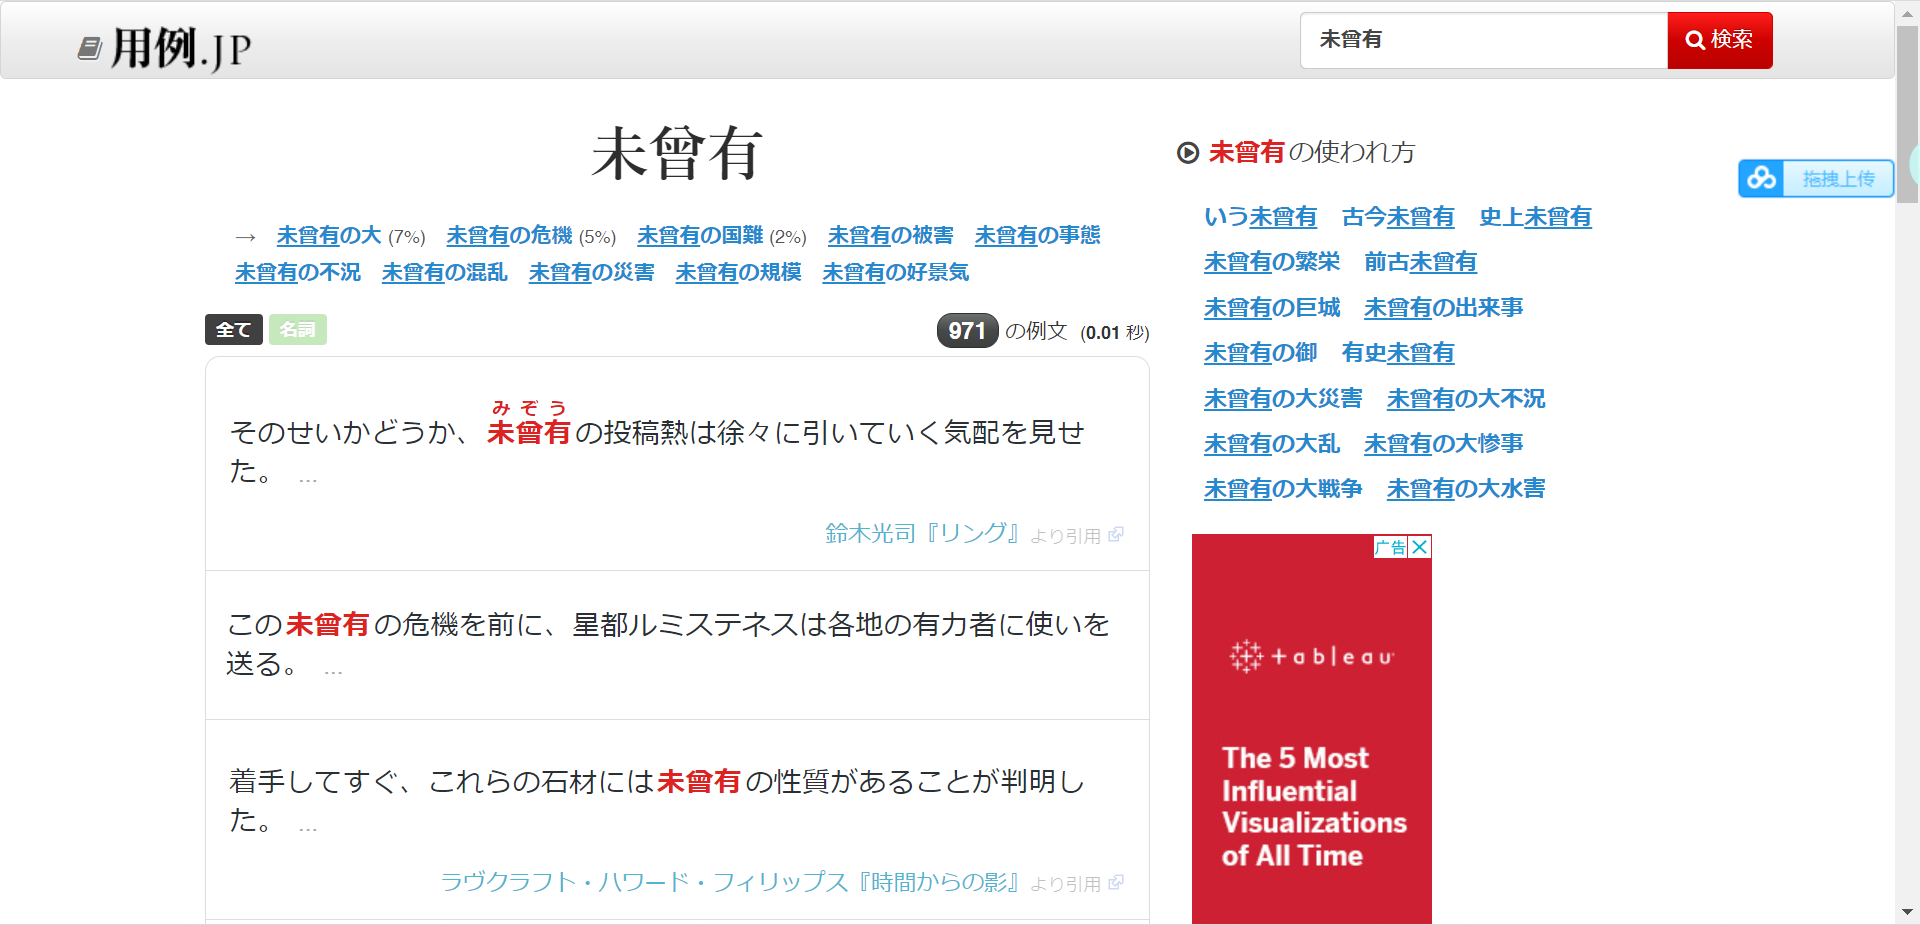 用例.JP
未曾有
検索
未曾有
→ 未曾有の大 (7%) 未曾有の危機 (5%) 未曾有の国難 (2%) 未曾有の被害 未曾有の事態
未曾有の不況 未曾有の混乱 未曾有の災害 未曾有の規模 未曾有の好景気
全て 名詞
971 の例文 (0.01 秒)
みぞう
そのせいかどうか、未曾有の投稿熱は徐々に引いていく気配を見せ
た。 ...
鈴木光司『リング』より引用
この未曾有の危機を前に、星都ルミステネスは各地の有力者に使いを
送る。 ...
着手してすぐ、これらの石材には未曾有の性質があることが判明し
た。 ...
ラヴクラフト・ハワード・フィリップス『時間からの影』より引用
未曾有の使われ方
拖拽上传
いう未曾有 古今未曾有 史上未曾有
未曾有の繁栄 前古未曾有
未曾有の巨城 未曾有の出来事
未曾有の御 有史未曾有
未曾有の大災害 未曾有の大不況
未曾有の大乱 未曾有の大惨事
未曾有の大戦争 未曾有の大水害
广告
+ a b l e a u
The 5 Most
Influential
Visualizations
of All Time